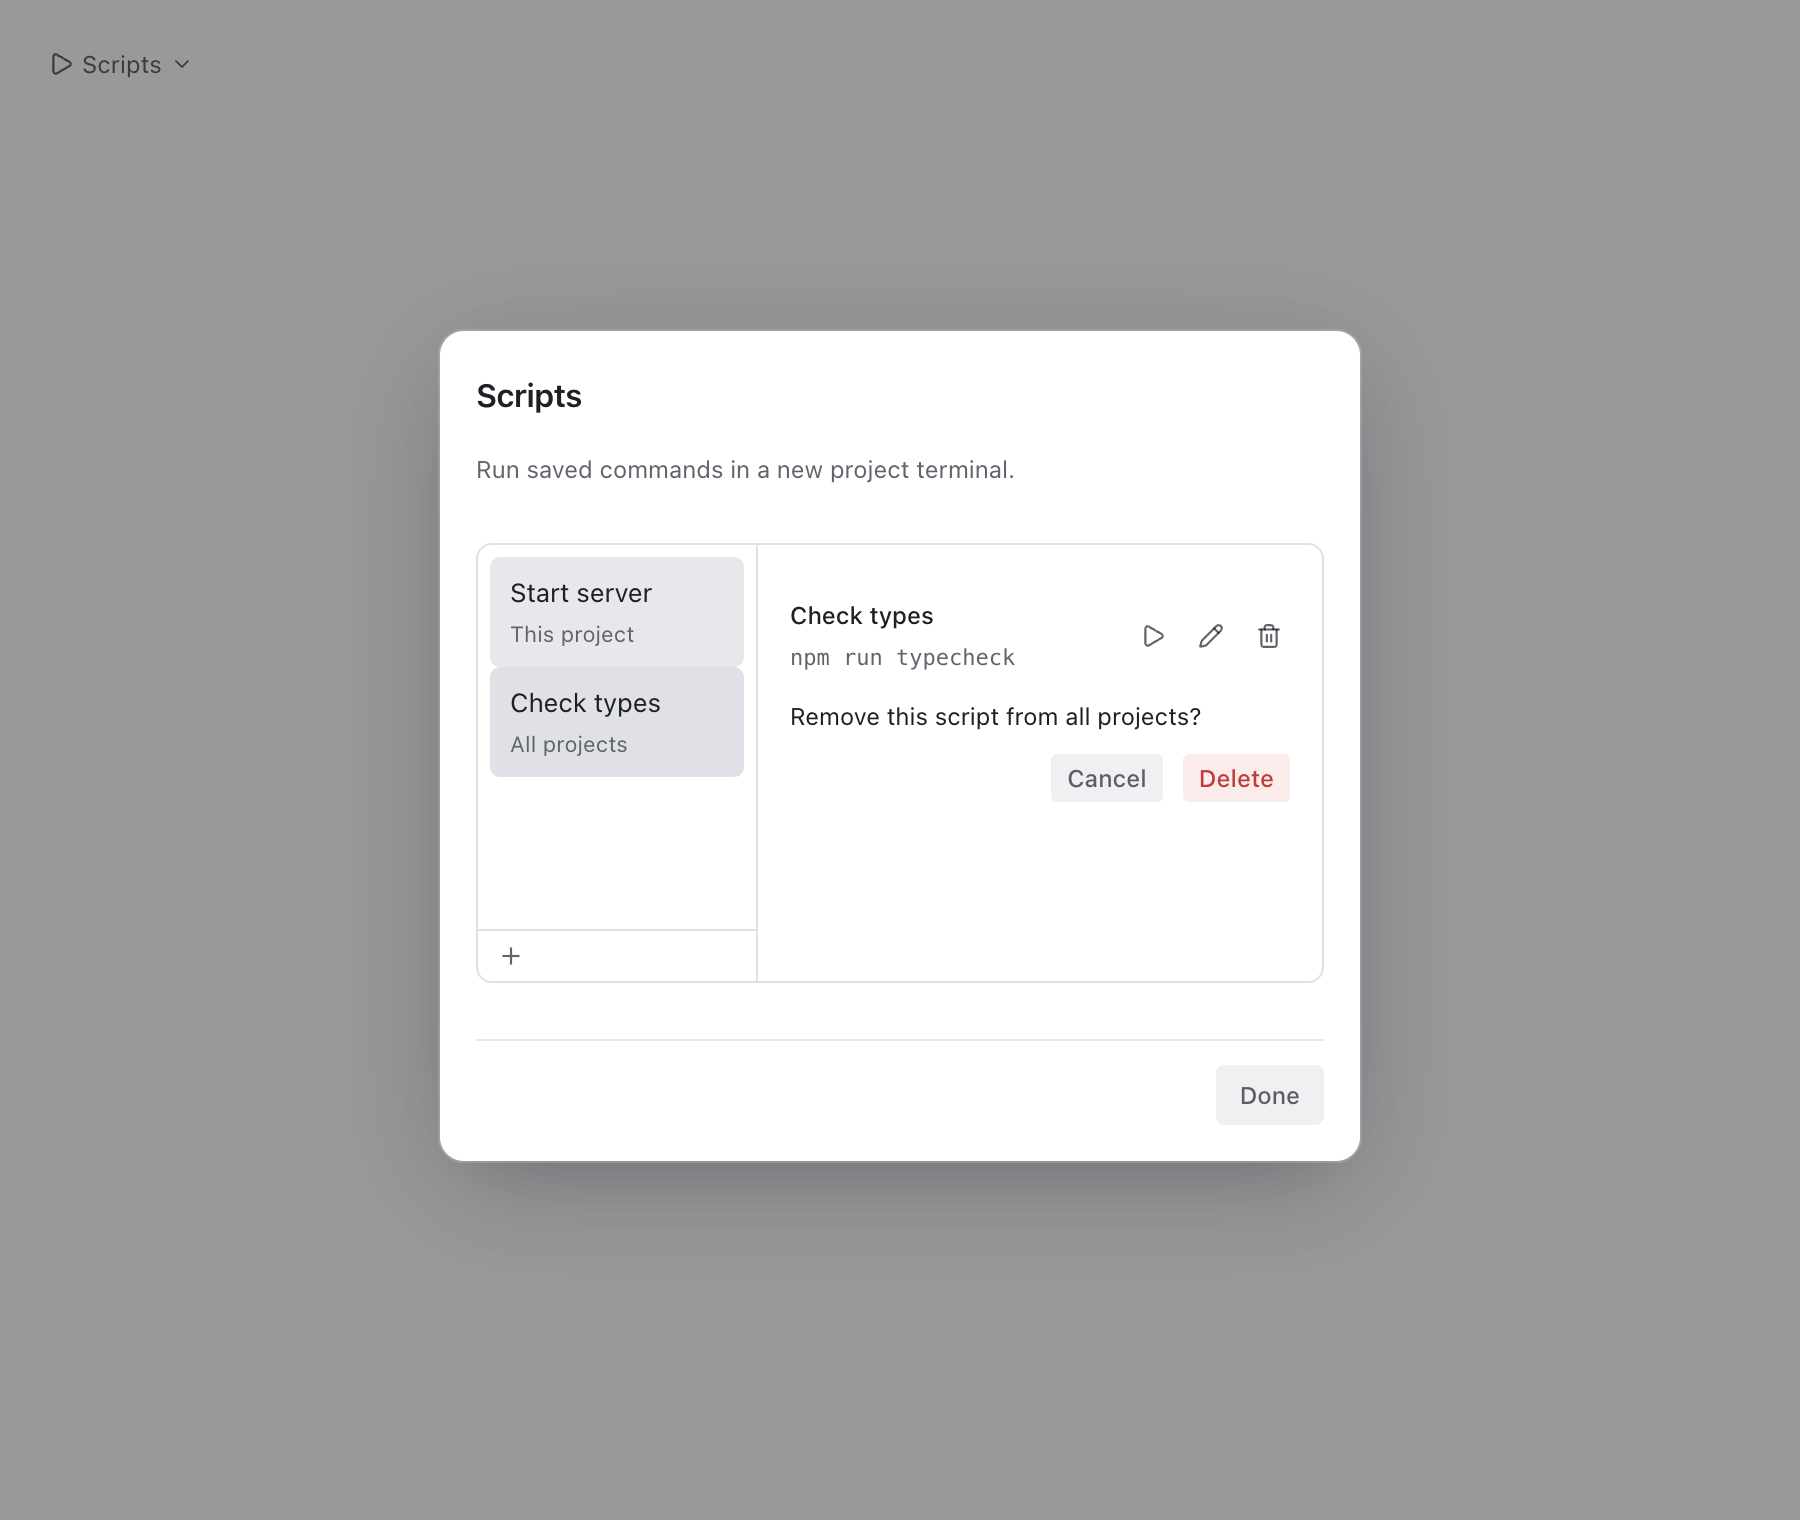 Scripts
Scripts
Run saved commands in a new project terminal.
Start server
This project
Check types
All projects
Check types
npm run typecheck
Remove this script from all projects?
Cancel
Delete
Done